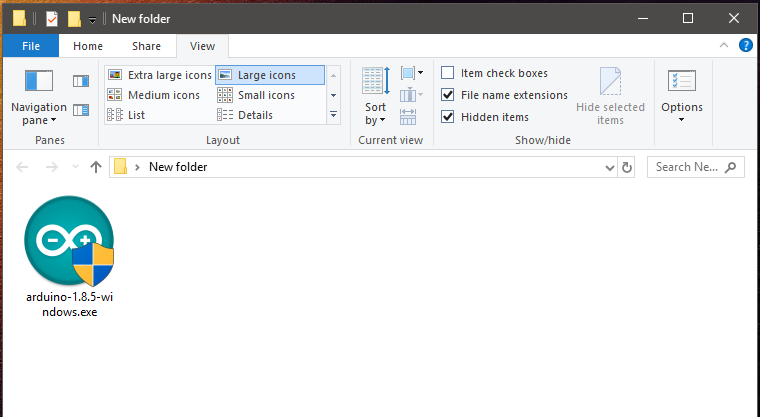 New folder
File Home Share View
Navigation pane
Extra large icons Large icons
Medium icons Small icons
List Details
Sort by
Item check boxes
File name extensions
Hidden items
Hide selected items
Options
Panes Layout Current view Show/hide
New folder Search Ne...
arduino-1.8.5-wi
ndows.exe